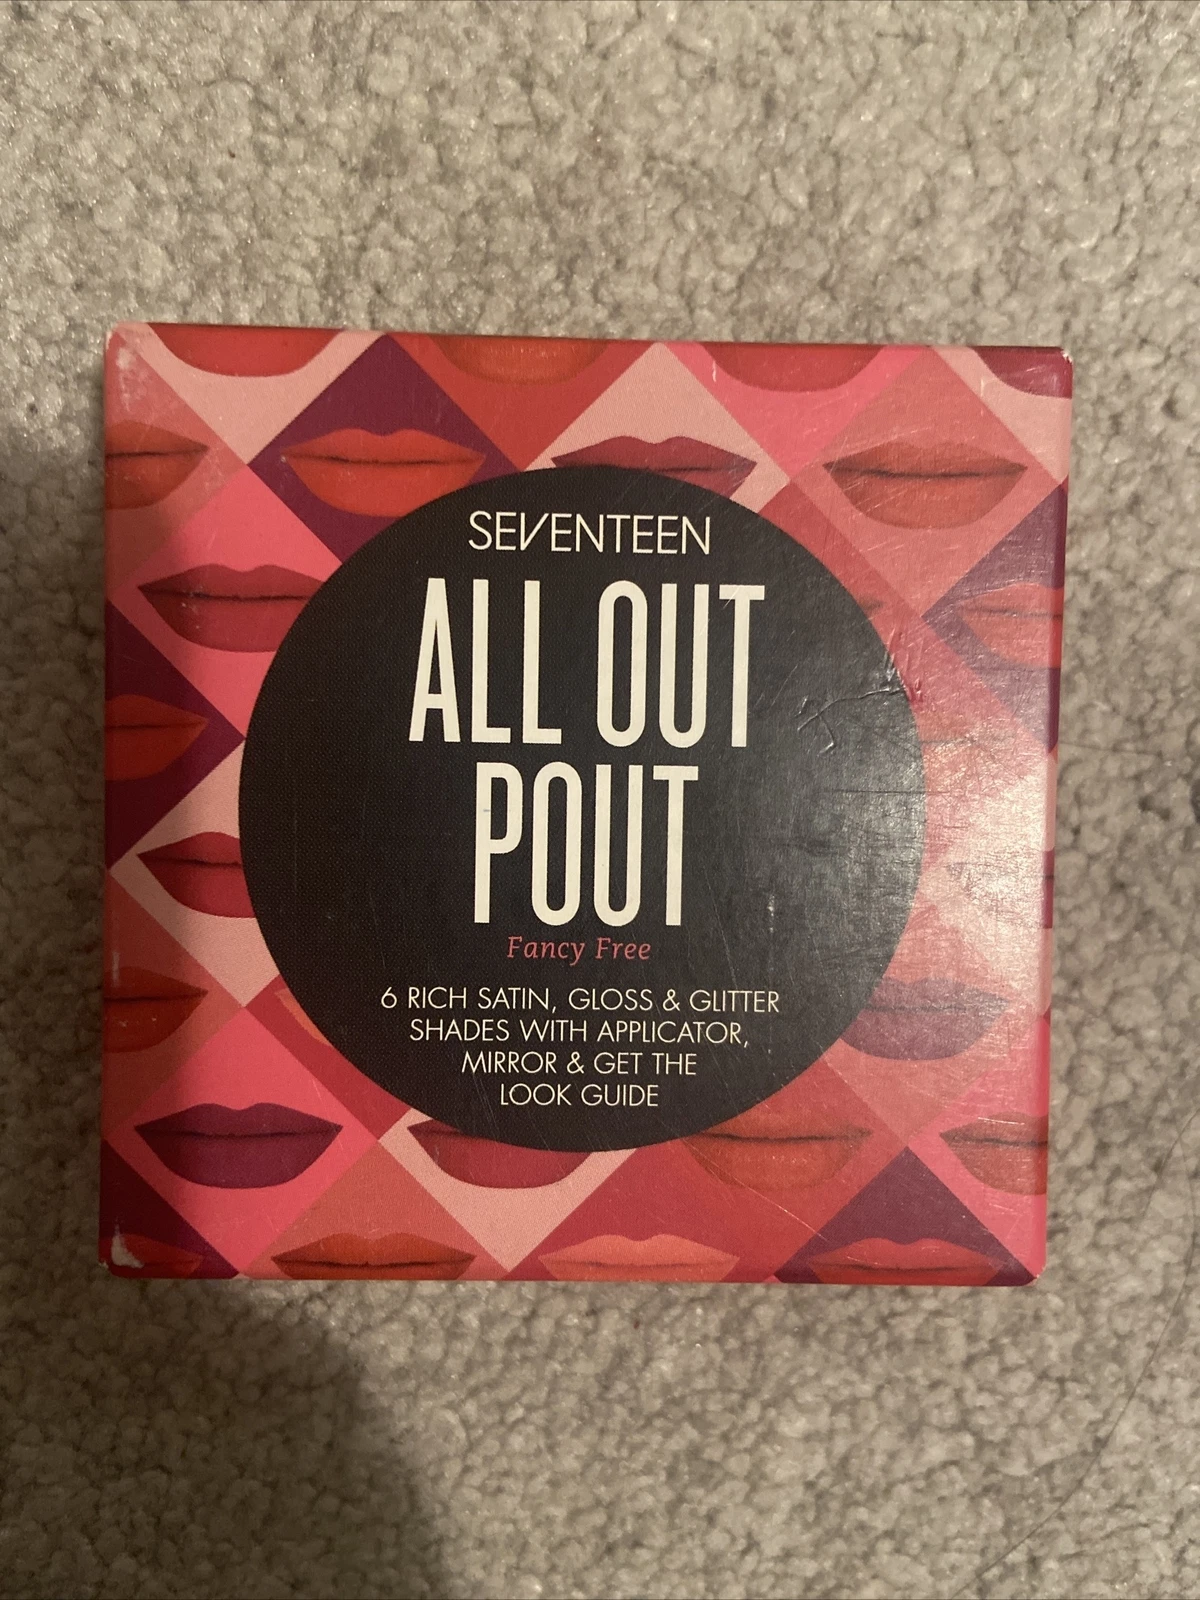 SEVENTEEN
ALL OUT
POUT
Fancy Free
6 RICH SATIN, GLOSS & GLITTER
SHADES WITH APPLICATOR,
MIRROR & GET THE
LOOK GUIDE